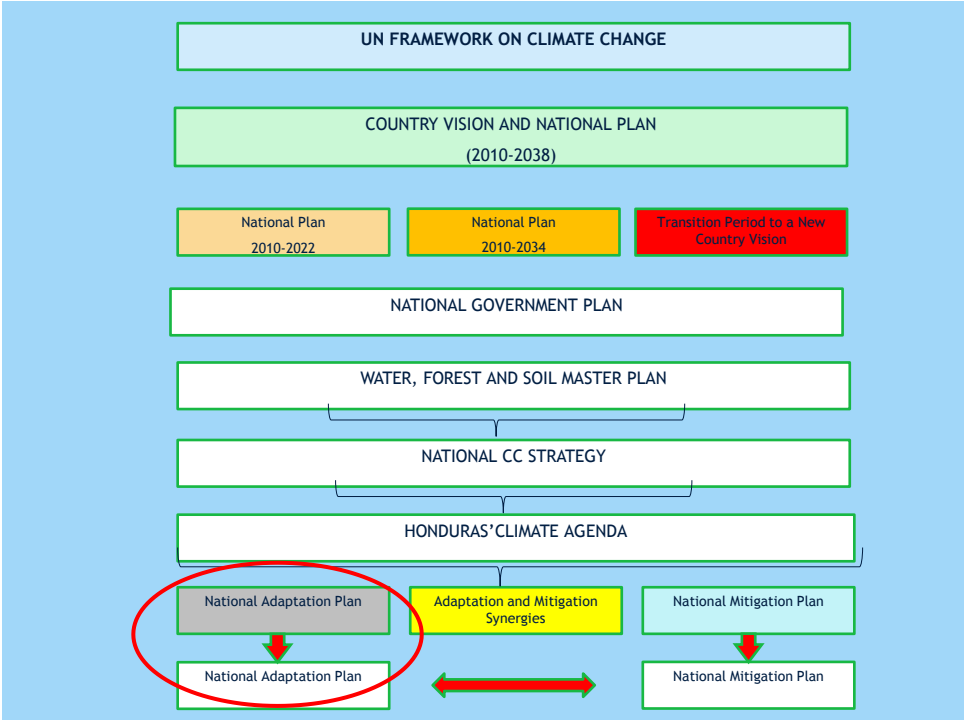 UN FRAMEWORK ON CLIMATE CHANGE
COUNTRY VISION AND NATIONAL PLAN
(2010-2038)
National Plan
2010-2022
National Plan
2010-2034
Transition Period to a New
Country Vision
NATIONAL GOVERNMENT PLAN
WATER, FOREST AND SOIL MASTER PLAN
NATIONAL CC STRATEGY
HONDURAS'CLIMATE AGENDA
National Adaptation Plan
Adaptation and Mitigation
Synergies
National Mitigation Plan
National Adaptation Plan
National Mitigation Plan